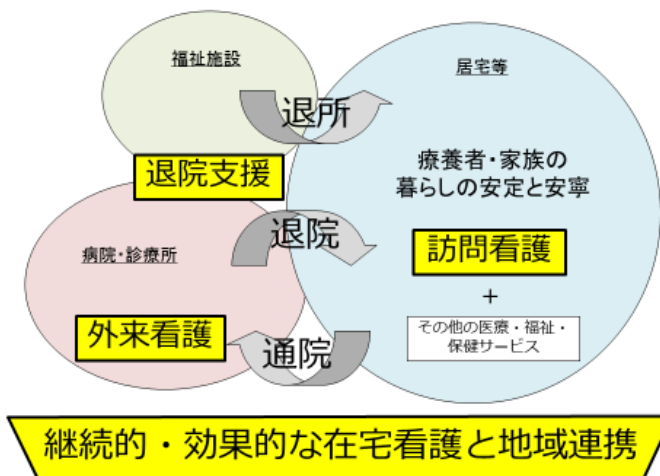 福祉施設
居宅等
退所
療養者・家族の
暮らしの安定と安寧
退院支援
退院
訪問看護
病院・診療所
+
その他の医療・福祉・
保健サービス
外来看護
通院
継続的・効果的な在宅看護と地域連携